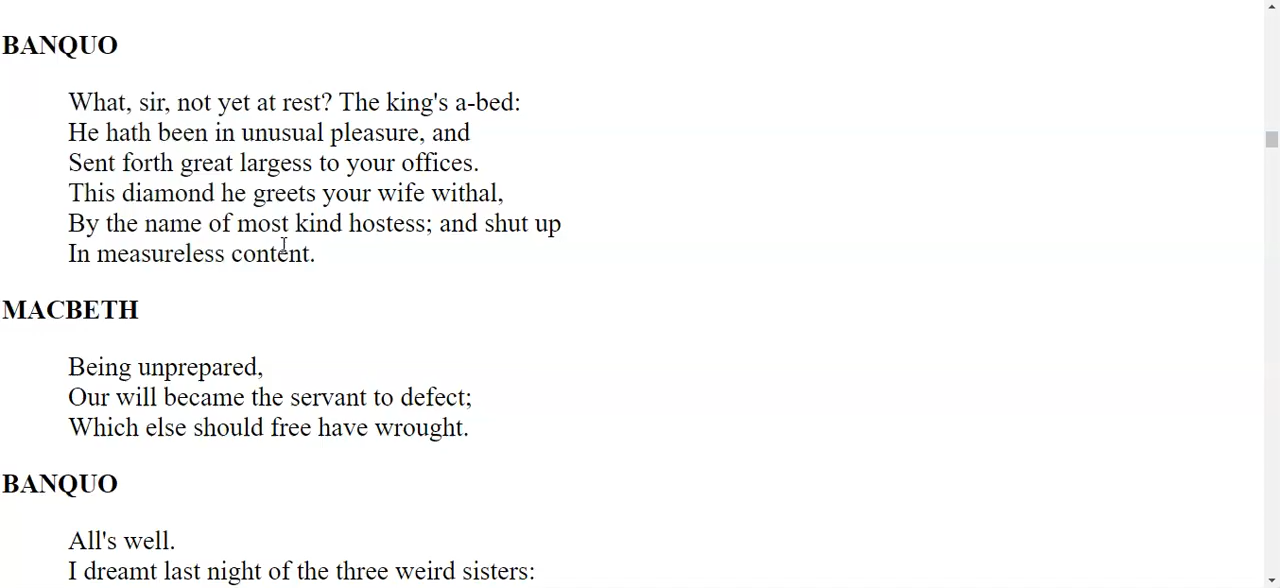 BANQUO
What, sir, not yet at rest? The king's a-bed:
He hath been in unusual pleasure, and
Sent forth great largess to your offices.
This diamond he greets your wife withal,
By the name of most kind hostess; and shut up
In measureless content.
MACBETH
Being unprepared,
Our will became the servant to defect;
Which else should free have wrought.
BANQUO
All's well.
I dreamt last night of the three weird sisters: